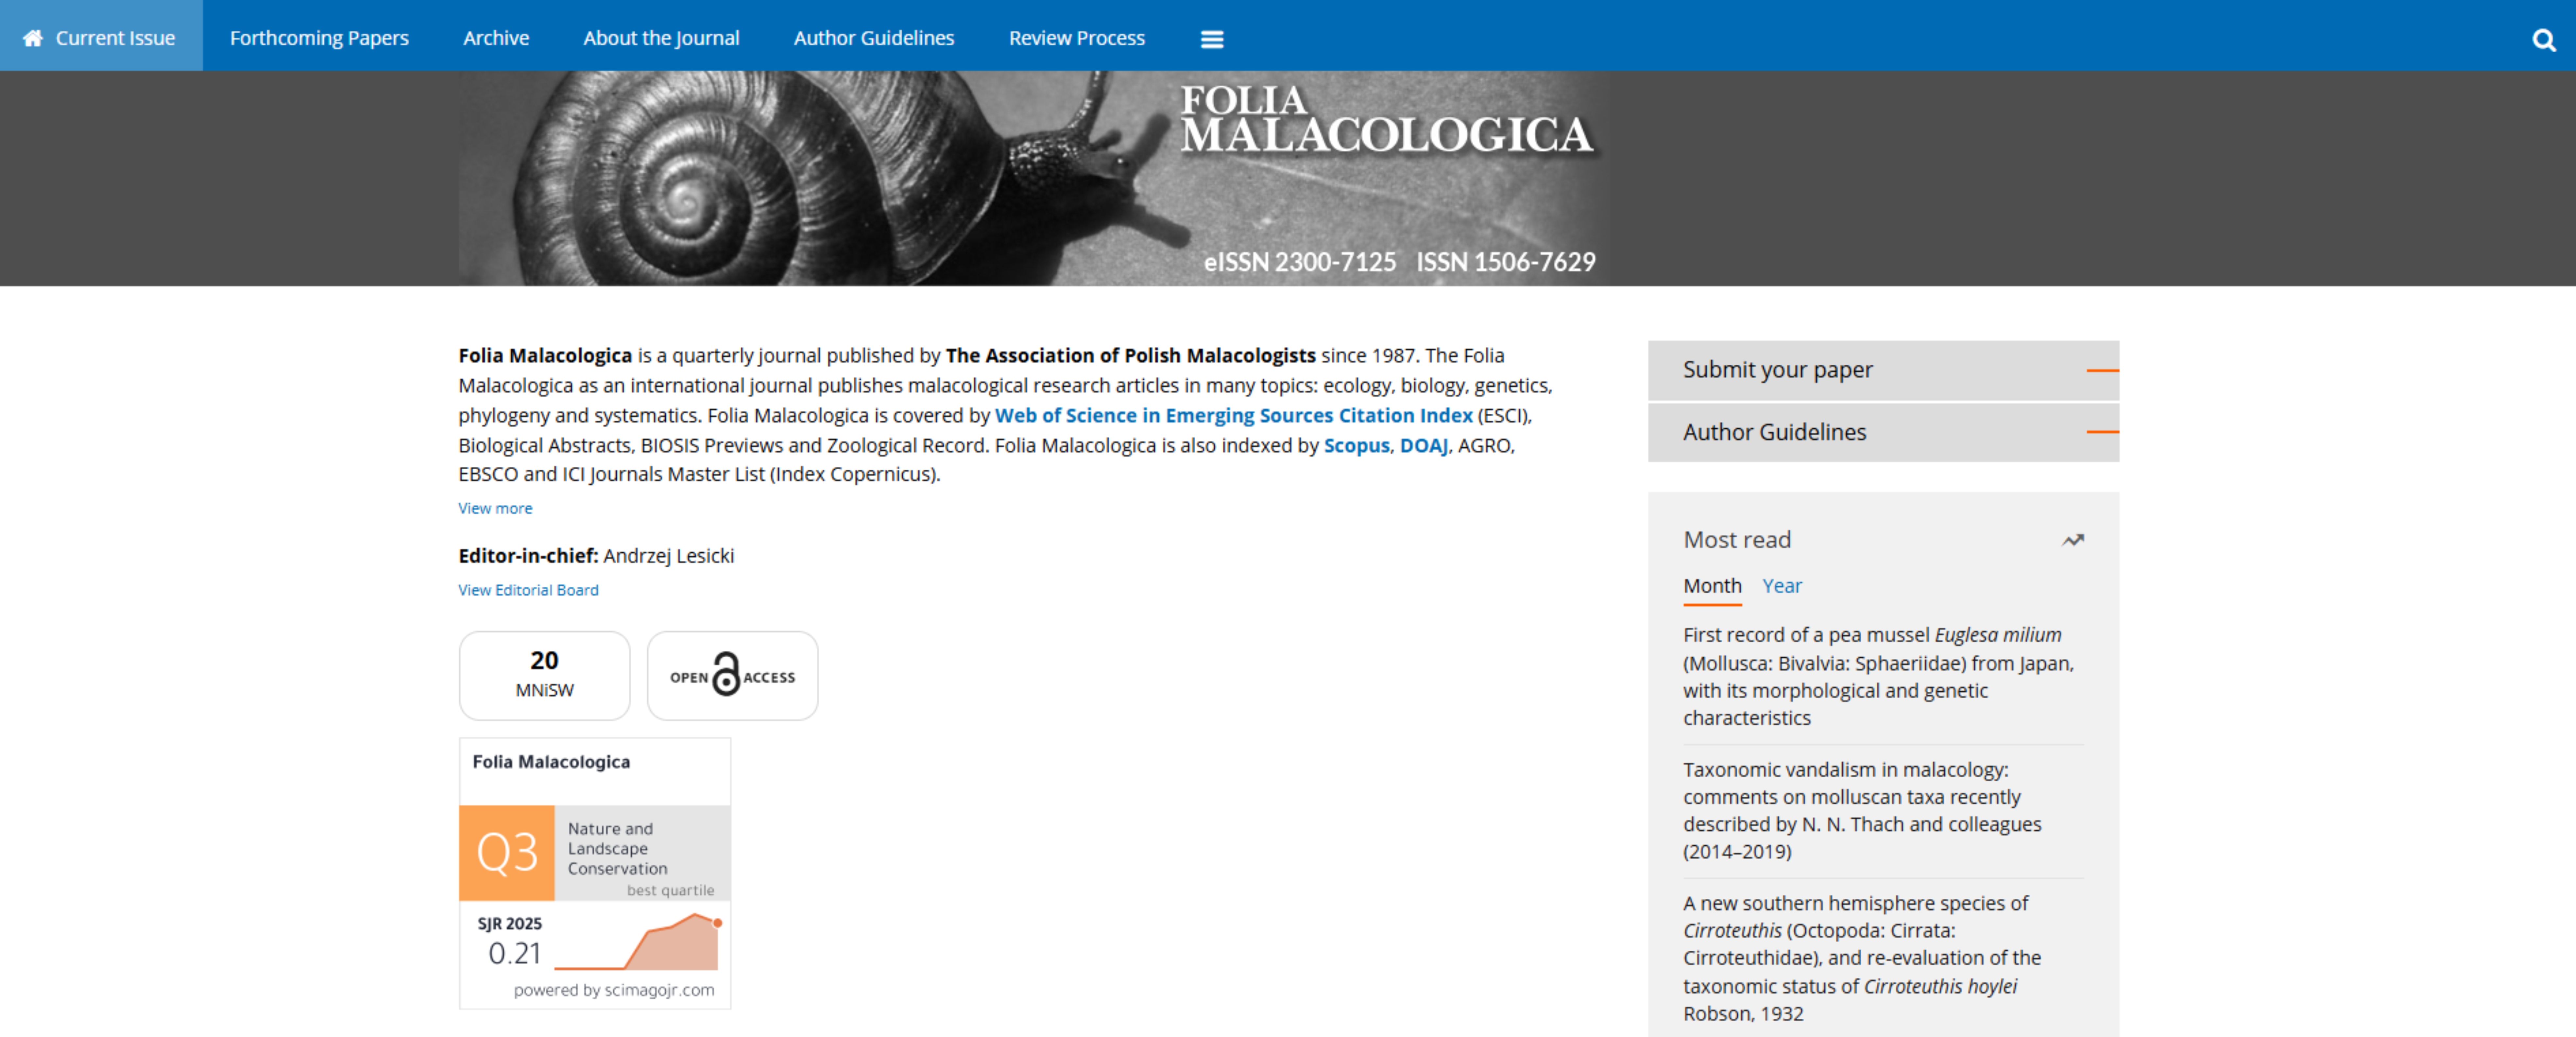 Current Issue
Forthcoming Papers
Archive
About the Journal
Author Guidelines
Review Process
FOLIA
MALACOLOGICA
eISSN 2300-7125 ISSN 1506-7629
Folia Malacologica is a quarterly journal published by The Association of Polish Malacologists since 1987. The Folia
Malacologica as an international journal publishes malacological research articles in many topics: ecology, biology, genetics,
phylogeny and systematics. Folia Malacologica is covered by Web of Science in Emerging Sources Citation Index (ESCI),
Biological Abstracts, BIOSIS Previews and Zoological Record. Folia Malacologica is also indexed by Scopus, DOAJ, AGRO,
EBSCO and ICI Journals Master List (Index Copernicus).
View more
Editor-in-chief: Andrzej Lesicki
View Editorial Board
20
MNiSW
OPEN ACCESS
Folia Malacologica
Q3
Nature and
Landscape
Conservation
best quartile
SJR 2025
0.21
powered by scimagojr.com
Submit your paper
Author Guidelines
Most read
Month Year
First record of a pea mussel Euglesa milium
(Mollusca: Bivalvia: Sphaeriidae) from Japan,
with its morphological and genetic
characteristics
Taxonomic vandalism in malacology:
comments on molluscan taxa recently
described by N. N. Thach and colleagues
(2014–2019)
A new southern hemisphere species of
Cirroteuthis (Octopoda: Cirrata:
Cirroteuthidae), and re-evaluation of the
taxonomic status of Cirroteuthis hoylei
Robson, 1932